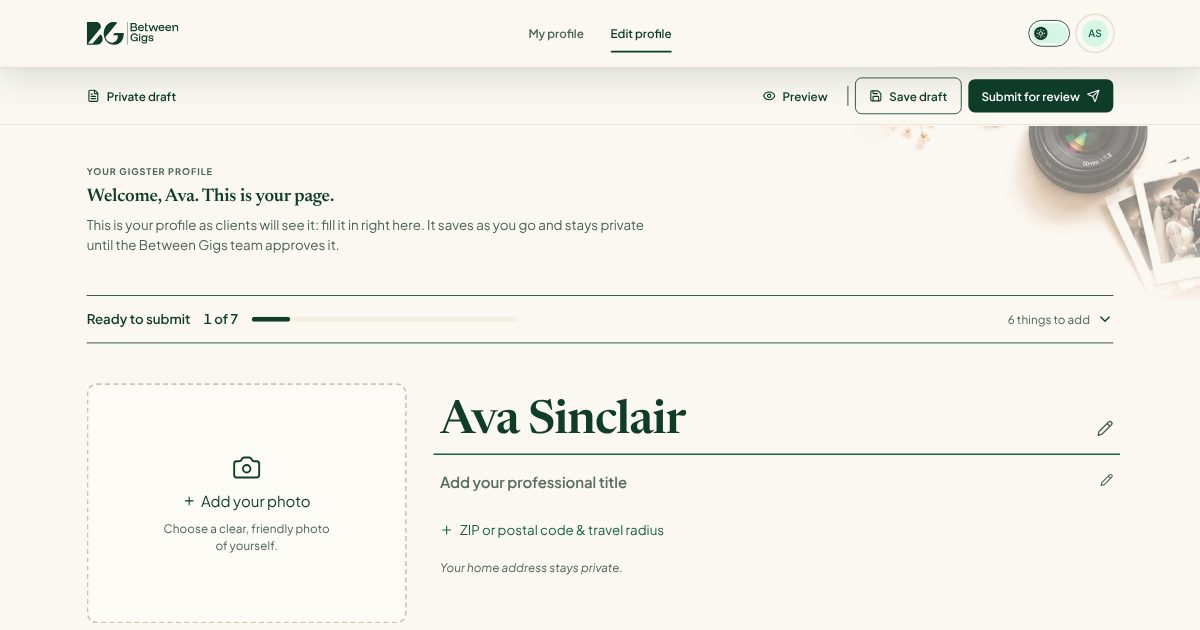 Between
Gigs
My profile
Edit profile
AS
Private draft
Preview
Save draft
Submit for review
YOUR GIGSTER PROFILE
Welcome, Ava. This is your page.
This is your profile as clients will see it: fill it in right here. It saves as you go and stays private
until the Between Gigs team approves it.
Ready to submit 1 of 7
6 things to add
+ Add your photo
Choose a clear, friendly photo
of yourself.
Ava Sinclair
Add your professional title
+ ZIP or postal code & travel radius
Your home address stays private.